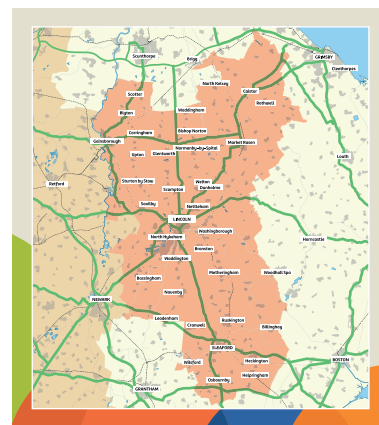 GRIMSBY
Scunthorpe
Brigg
Cleethorpes
North Kelsey
Caistor
Scotter
Rothwell
Waddingham
Blyton
Bishop Norton
Corringham
Gainsborough
Market Rasen
Normanby-by-Spital
Glentworth
Upton
Louth
Sturton by Stow
Welton
Retford
Dunholme
Scampton
Saxilby
Nettleham
LINCOLN
Washingborough
North Hykeham
Horncastle
Branston
Waddington
Metheringham
Woodhall Spa
Bassingham
Navenby
NEWARK
Leadenham
Ruskington
Cranwell
Billinghay
SLEAFORD
BOSTON
Wilsford
Heckington
Helpringham
Osbournby
GRANTHAM